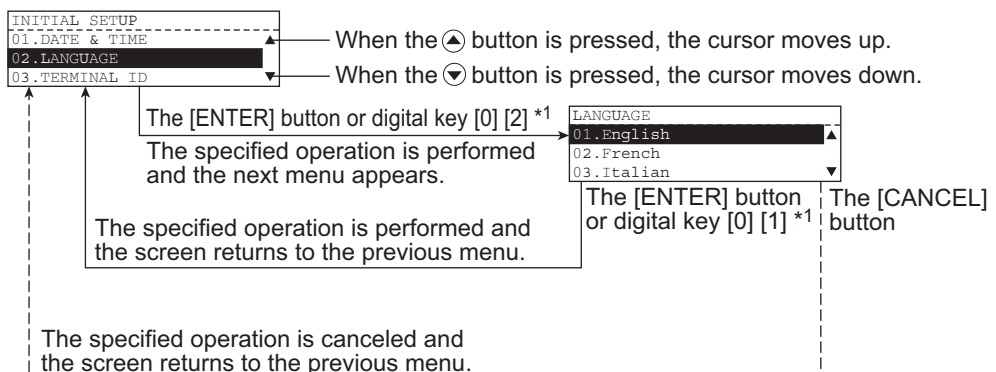 INITIAL SETUP
01.DATE & TIME
02.LANGUAGE
03.TERMINAL ID
When the ▲ button is pressed, the cursor moves up.
When the ▼ button is pressed, the cursor moves down.
The [ENTER] button or digital key [0] [2] *1
The specified operation is performed
and the next menu appears.
LANGUAGE
01.English
02.French
03.Italian
The [ENTER] button
or digital key [0] [1] *1
The [CANCEL]
button
The specified operation is performed and
the screen returns to the previous menu.
The specified operation is canceled and
the screen returns to the previous menu.